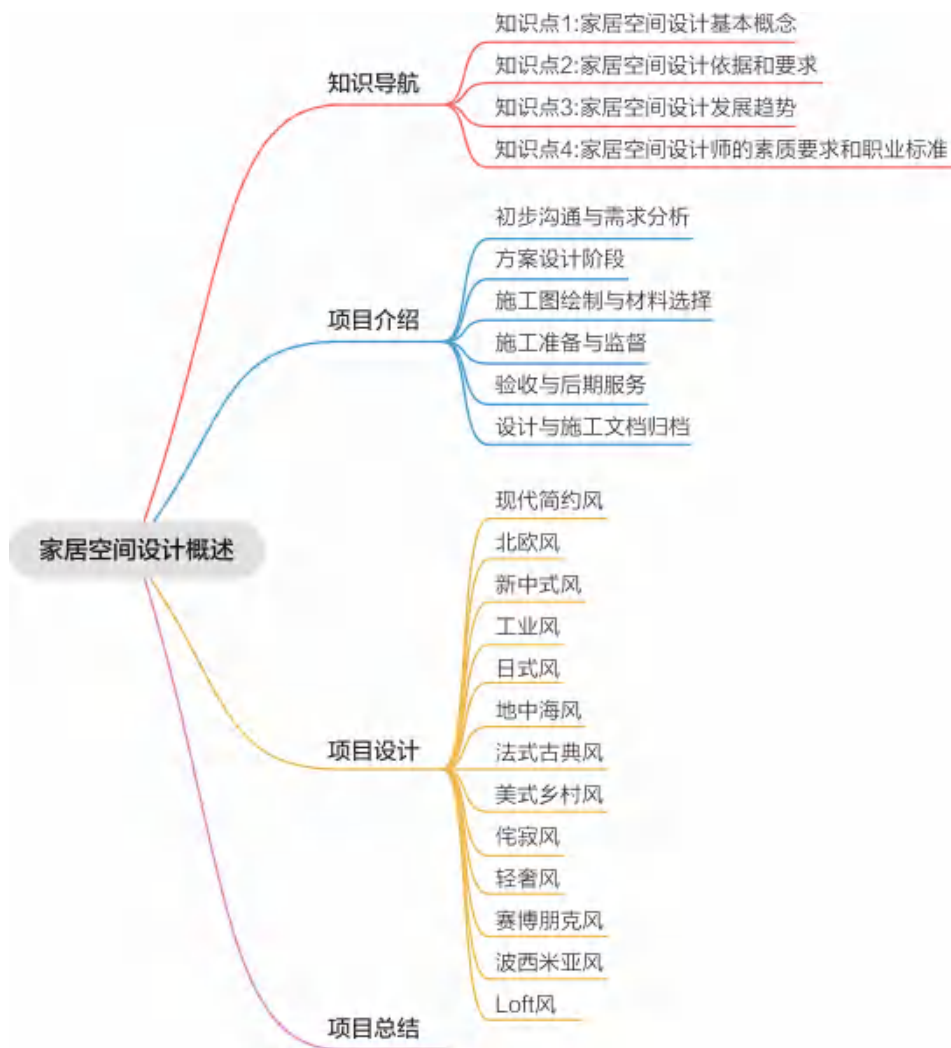 家居空间设计概述
知识导航
知识点1:家居空间设计基本概念
知识点2:家居空间设计依据和要求
知识点3:家居空间设计发展趋势
知识点4:家居空间设计师的素质要求和职业标准
项目介绍
初步沟通与需求分析
方案设计阶段
施工图绘制与材料选择
施工准备与监督
验收与后期服务
设计与施工文档归档
项目设计
现代简约风
北欧风
新中式风
工业风
日式风
地中海风
法式古典风
美式乡村风
侘寂风
轻奢风
赛博朋克风
波西米亚风
Loft风
项目总结